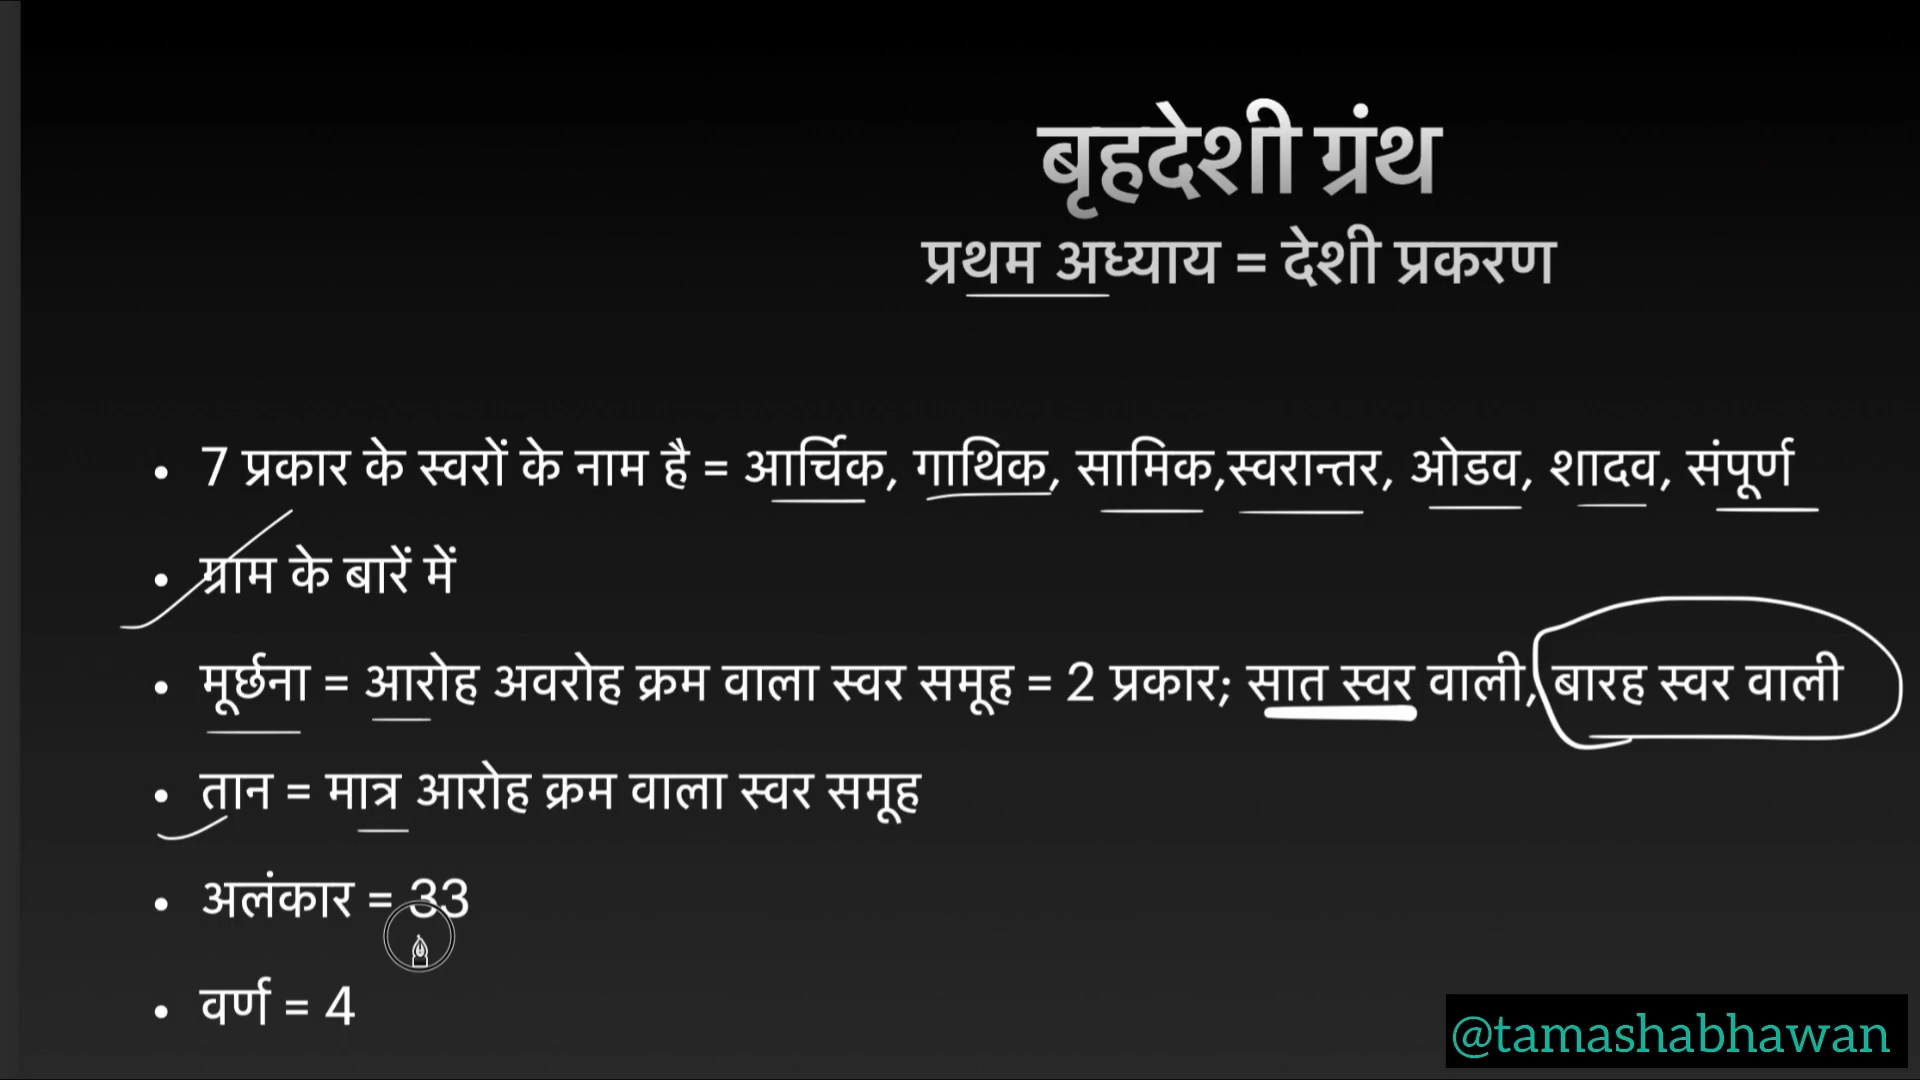 बृहदेशी ग्रंथ
प्रथम अध्याय = देशी प्रकरण
• 7 प्रकार के स्वरों के नाम है = आर्चिक, गाथिक, सामिक,स्वरान्तर, ओडव, शादव, संपूर्ण
• ग्राम के बारें में
• मूर्छना = आरोह अवरोह क्रम वाला स्वर समूह = 2 प्रकार; सात स्वर वाली, बारह स्वर वाली
• तान = मात्र आरोह क्रम वाला स्वर समूह
• अलंकार = 33
• वर्ण = 4
@tamashabhawan